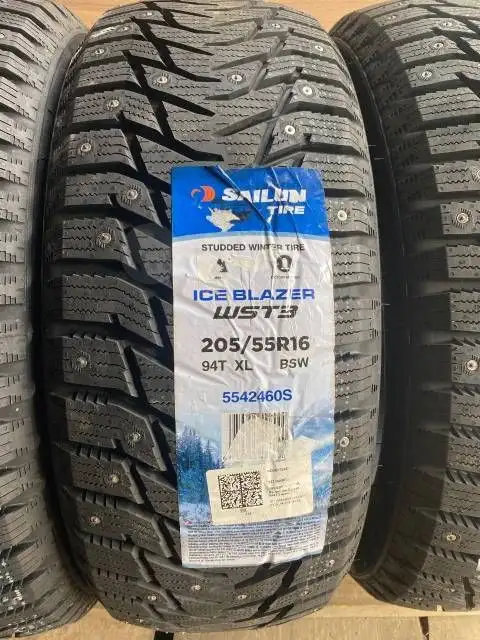 SAILUN
TIRE
STUDDED WINTER TIRE
ICE BLAZER
WST3
205/55R16
94T XL BSW
5542460S